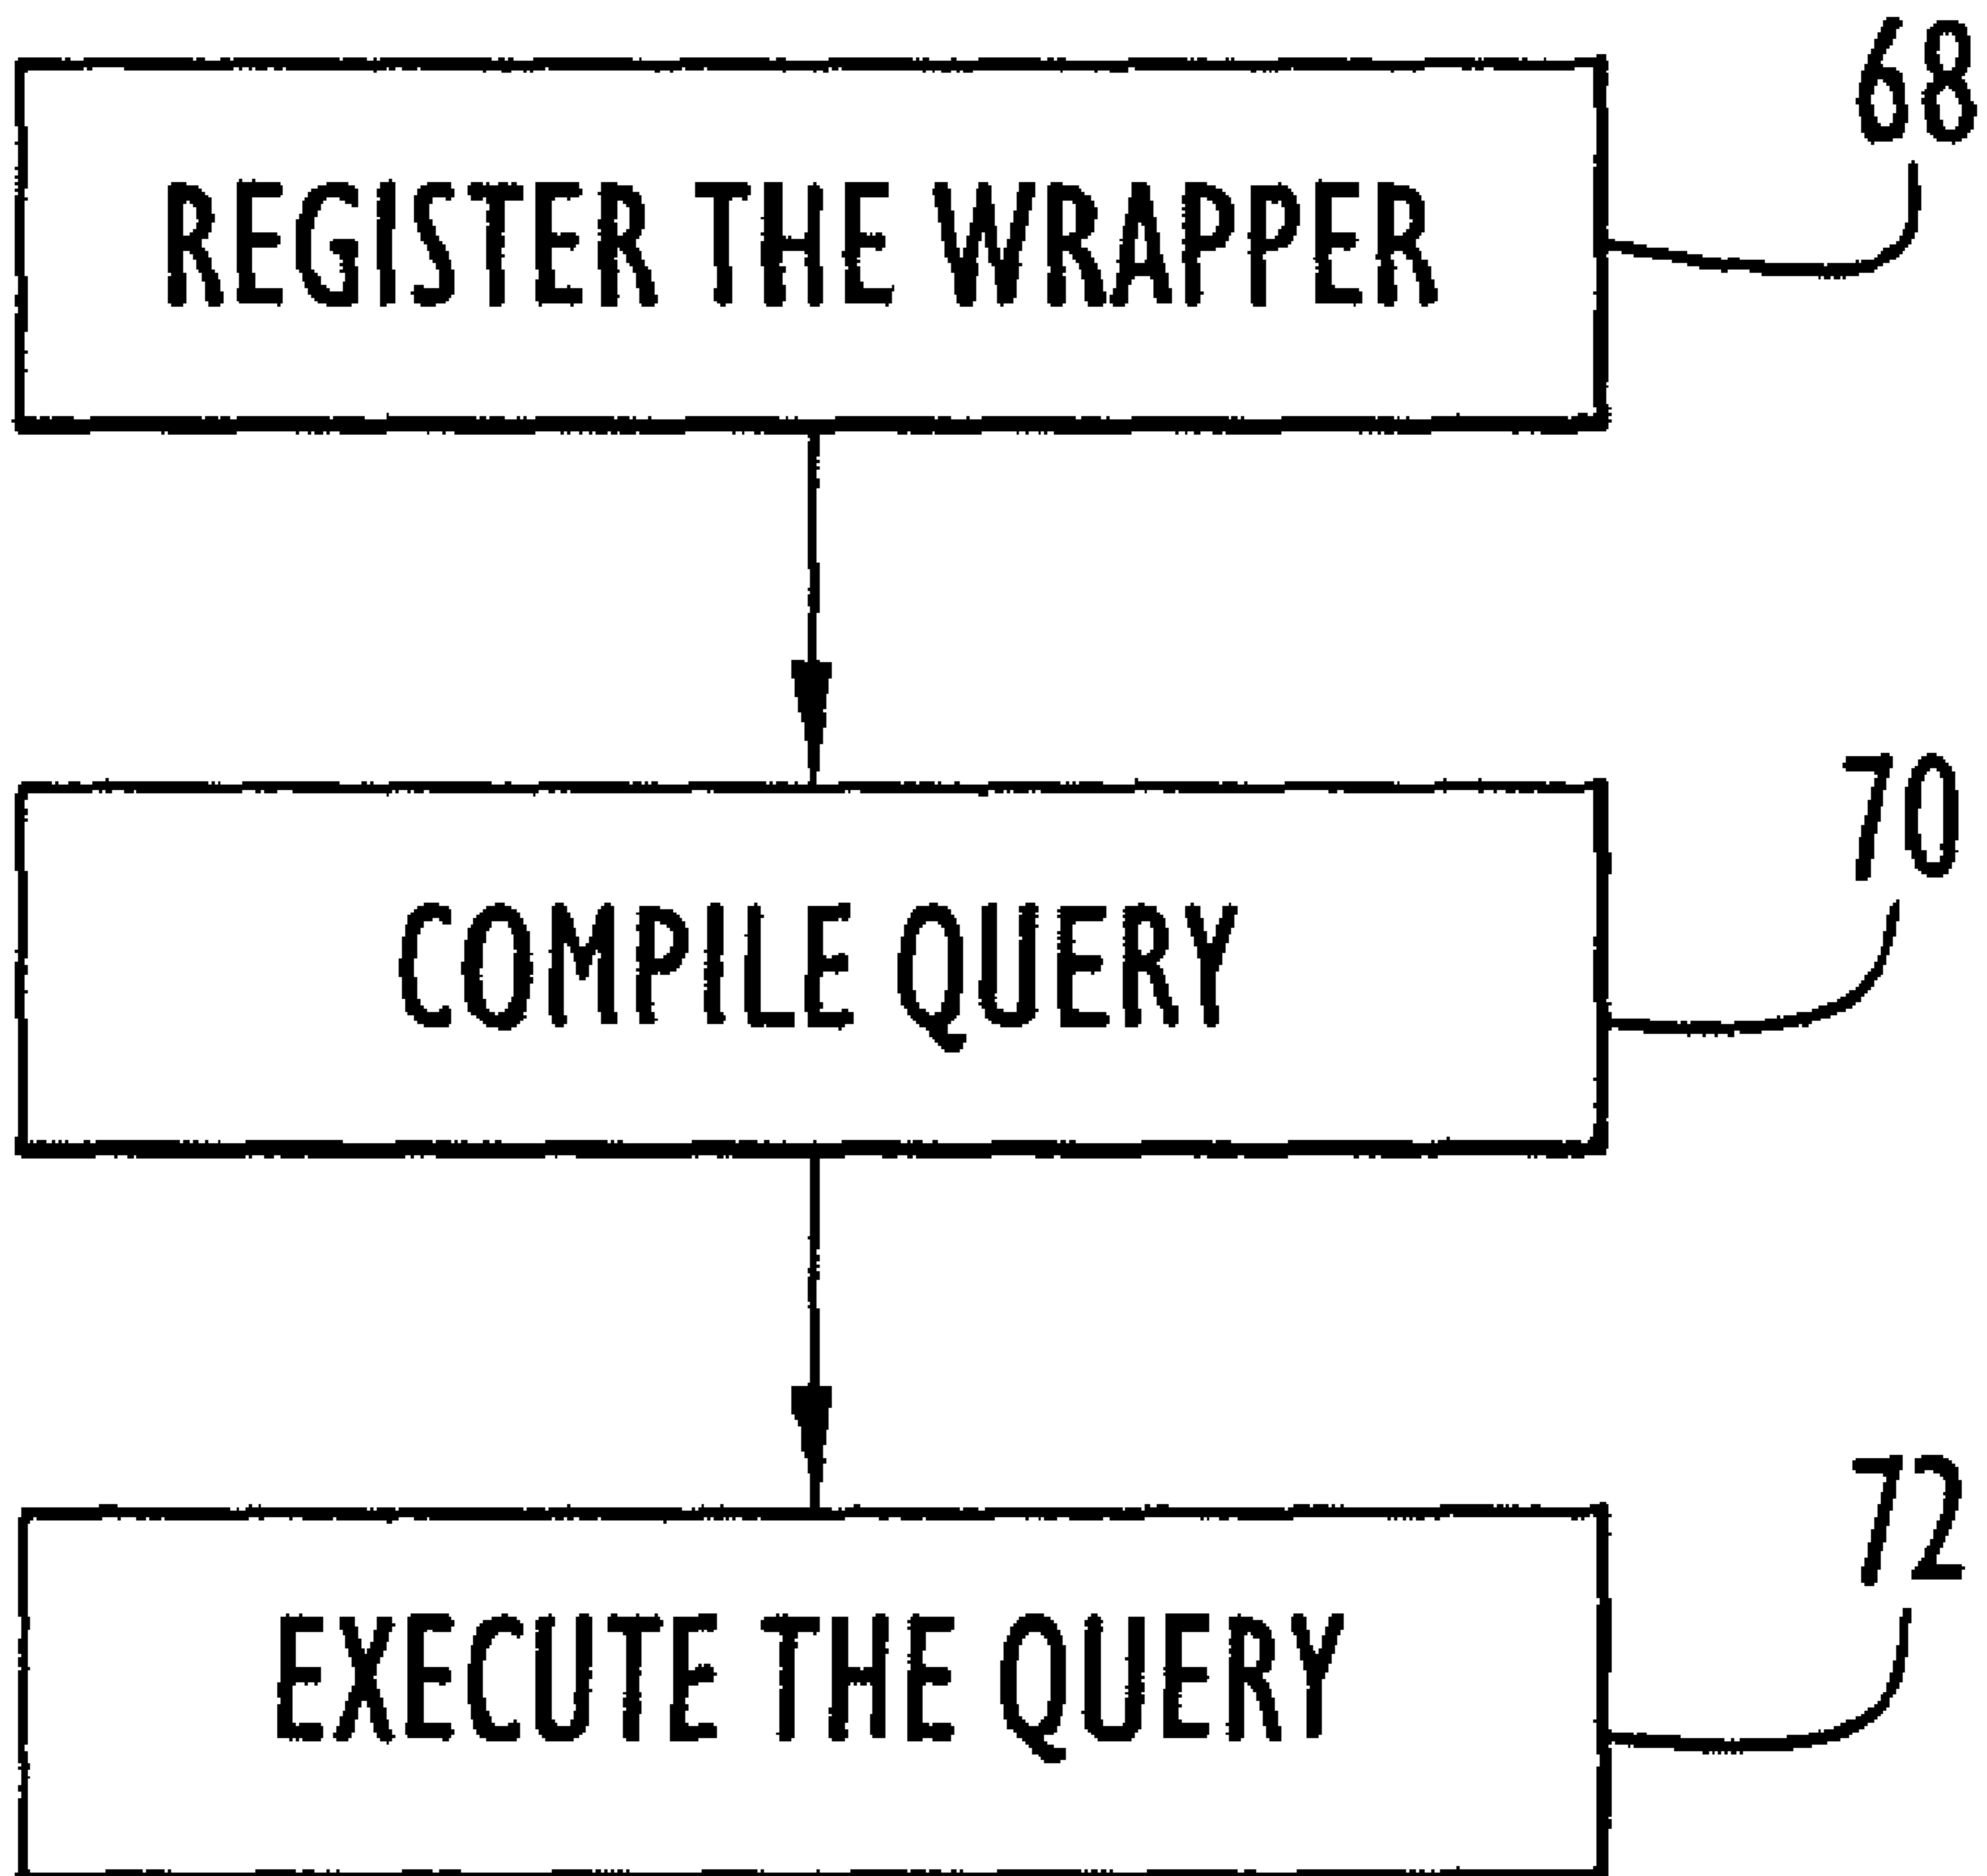 68
REGISTER THE WRAPPER
70
COMPILE QUERY
72
EXECUTE THE QUERY